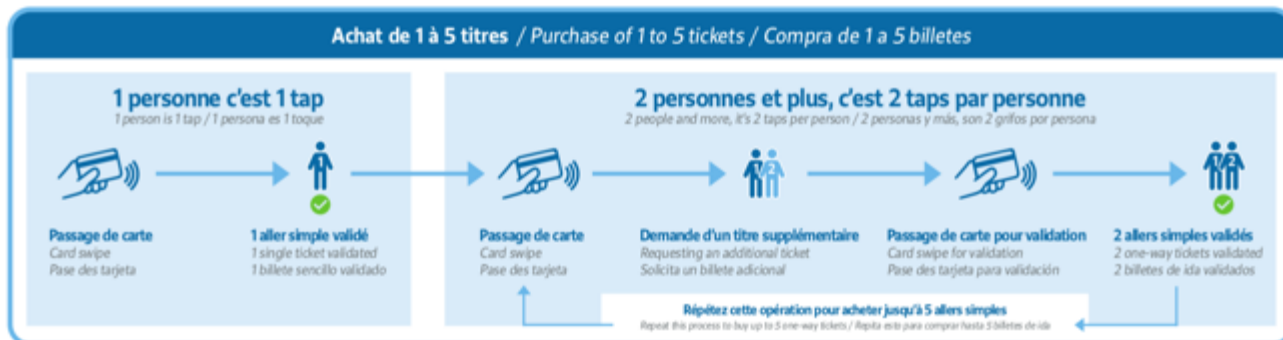 Achat de 1 à 5 titres / Purchase of 1 to 5 tickets / Compra de 1 a 5 billetes
1 personne c'est 1 tap
1 person is 1 tap / 1 persona es 1 toque
1
Passage de carte
Card swipe
Pase des tarjeta
1 aller simple validé
1 single ticket validated
1 billete sencillo validado
2 personnes et plus, c'est 2 taps par personne
2 people and more, it's 2 taps per person / 2 personas y más, son 2 grifos por persona
1 2
1 2
Passage de carte
Card swipe
Pase des tarjeta
Demande d'un titre supplémentaire
Requesting an additional ticket
Solicita un billete adicional
Passage de carte pour validation
Card swipe for validation
Pase des tarjeta para validación
2 allers simples validés
2 one-way tickets validated
2 billetes de ida validados
Répétez cette opération pour acheter jusqu'à 5 allers simples
Repeat this process to buy up to 5 one-way tickets / Repita esto para comprar hasta 5 billetes de ida